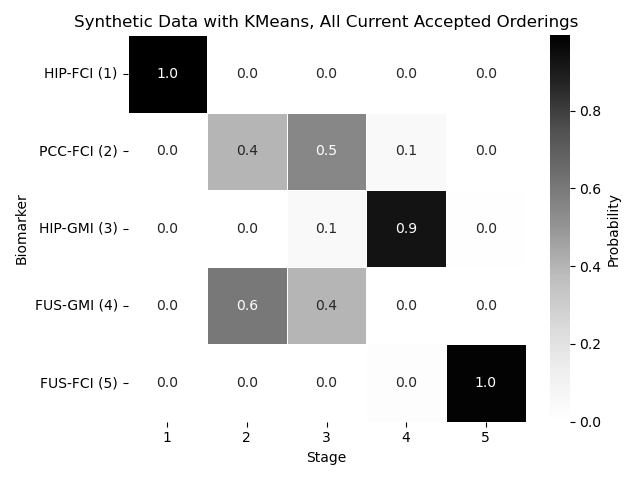 Synthetic Data with KMeans, All Current Accepted Orderings
HIP-FCI (1) 1.0 0.0 0.0 0.0 0.0
PCC-FCI (2) 0.0 0.4 0.5 0.1 0.0
HIP-GMI (3) 0.0 0.0 0.1 0.9 0.0
FUS-GMI (4) 0.0 0.6 0.4 0.0 0.0
FUS-FCI (5) 0.0 0.0 0.0 0.0 1.0
1 2 3 4 5
Stage
Biomarker
0.8
0.6
0.4
0.2
0.0
Probability